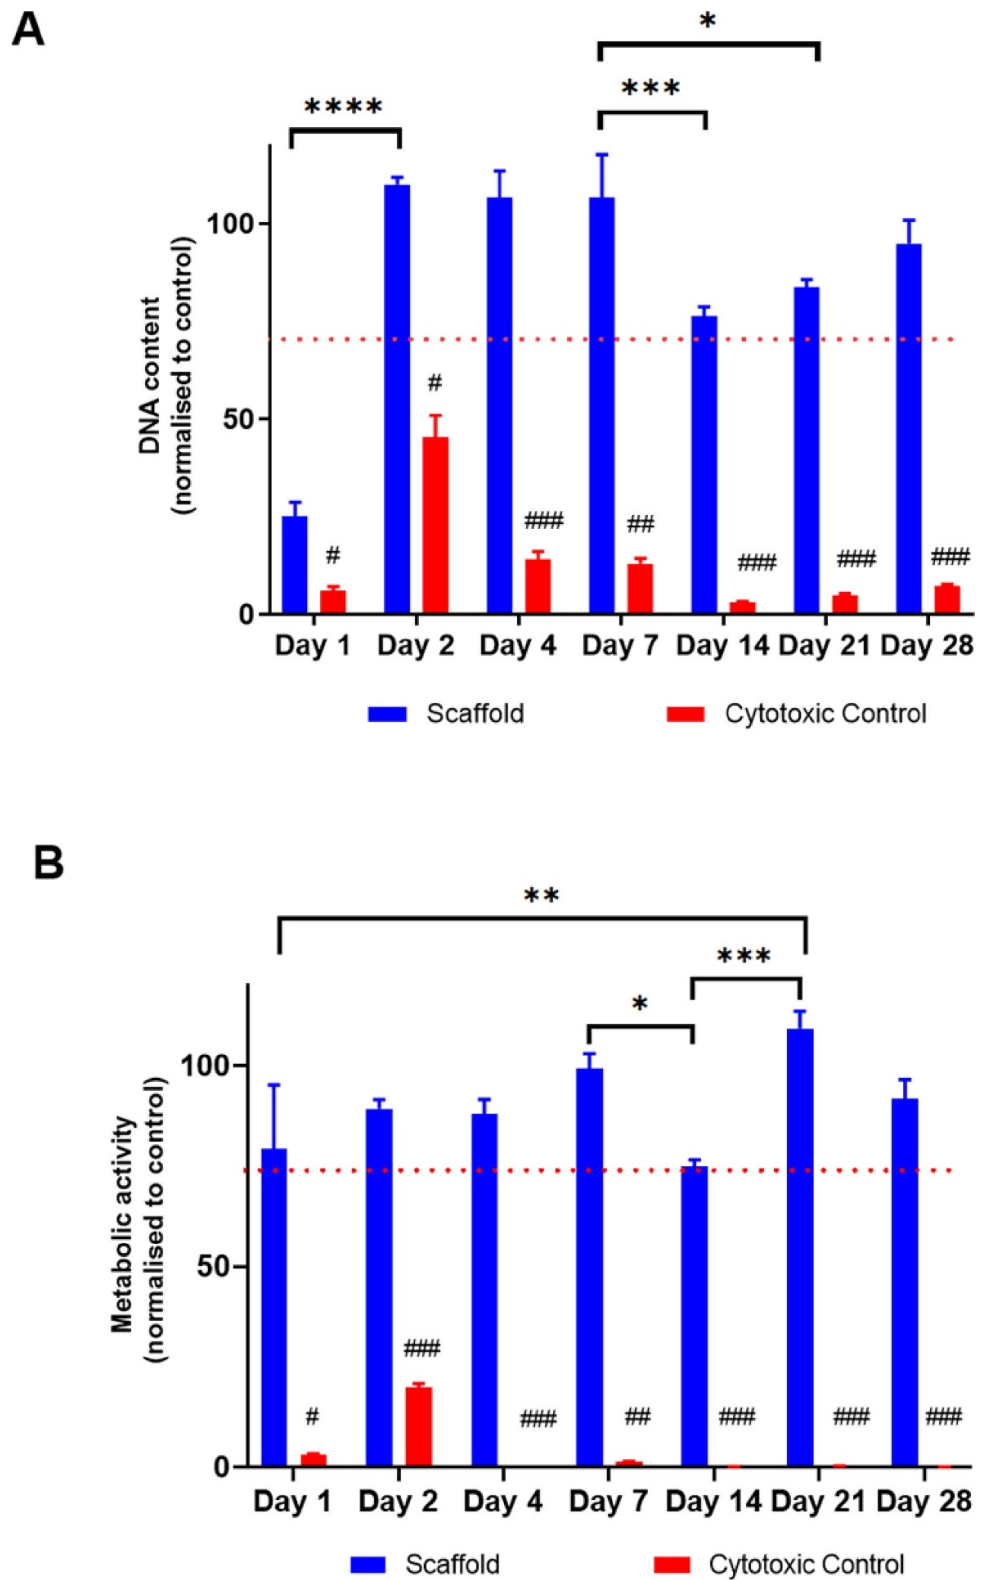 A
*
***
****
100
50
0
DNA content
(normalised to control)
#
#
###
##
###
###
###
Day 1 Day 2 Day 4 Day 7 Day 14 Day 21 Day 28
Scaffold Cytotoxic Control
B
**
***
*
100
50
0
Metabolic activity
(normalised to control)
#
###
###
##
###
###
###
Day 1 Day 2 Day 4 Day 7 Day 14 Day 21 Day 28
Scaffold Cytotoxic Control